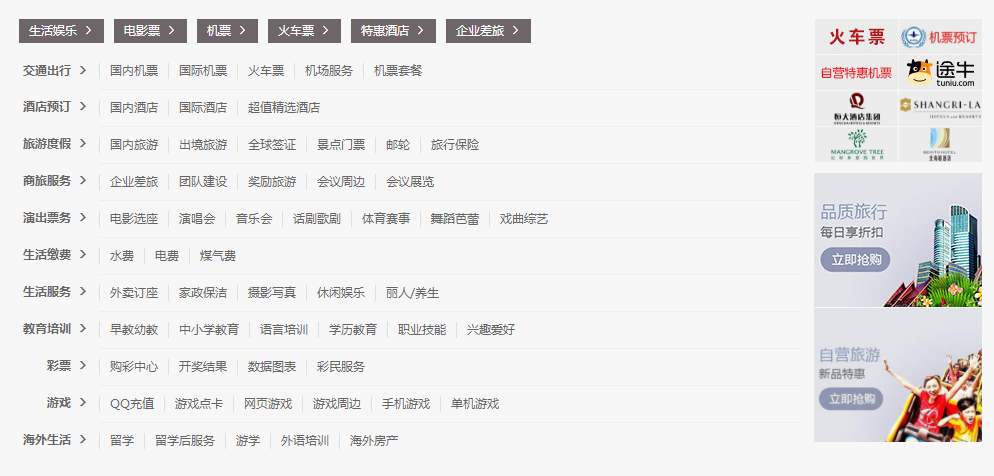 生活娱乐 > 电影票 > 机票 > 火车票 > 特惠酒店 > 企业差旅 >
交通出行 > 国内机票 国际机票 火车票 机场服务 机票套餐
酒店预订 > 国内酒店 国际酒店 超值精选酒店
旅游度假 > 国内旅游 出境旅游 全球签证 景点门票 邮轮 旅行保险
商旅服务 > 企业差旅 团队建设 奖励旅游 会议周边 会议展览
演出票务 > 电影选座 演唱会 音乐会 话剧歌剧 体育赛事 舞蹈芭蕾 戏曲综艺
生活缴费 > 水费 电费 煤气费
生活服务 > 外卖订座 家政保洁 摄影写真 休闲娱乐 丽人/养生
教育培训 > 早教幼教 中小学教育 语言培训 学历教育 职业技能 兴趣爱好
彩票 > 购彩中心 开奖结果 数据图表 彩民服务
游戏 > QQ充值 游戏点卡 网页游戏 游戏周边 手机游戏 单机游戏
海外生活 > 留学 留学后服务 游学 外语培训 海外房产
火车票 机票预订
自营特惠机票 途牛
tuniu.com
恒大酒店集团 SHANGRI-LA
MANGROVE TREE
品质旅行
每日享折扣
立即抢购
自营旅游
新品特惠
立即抢购